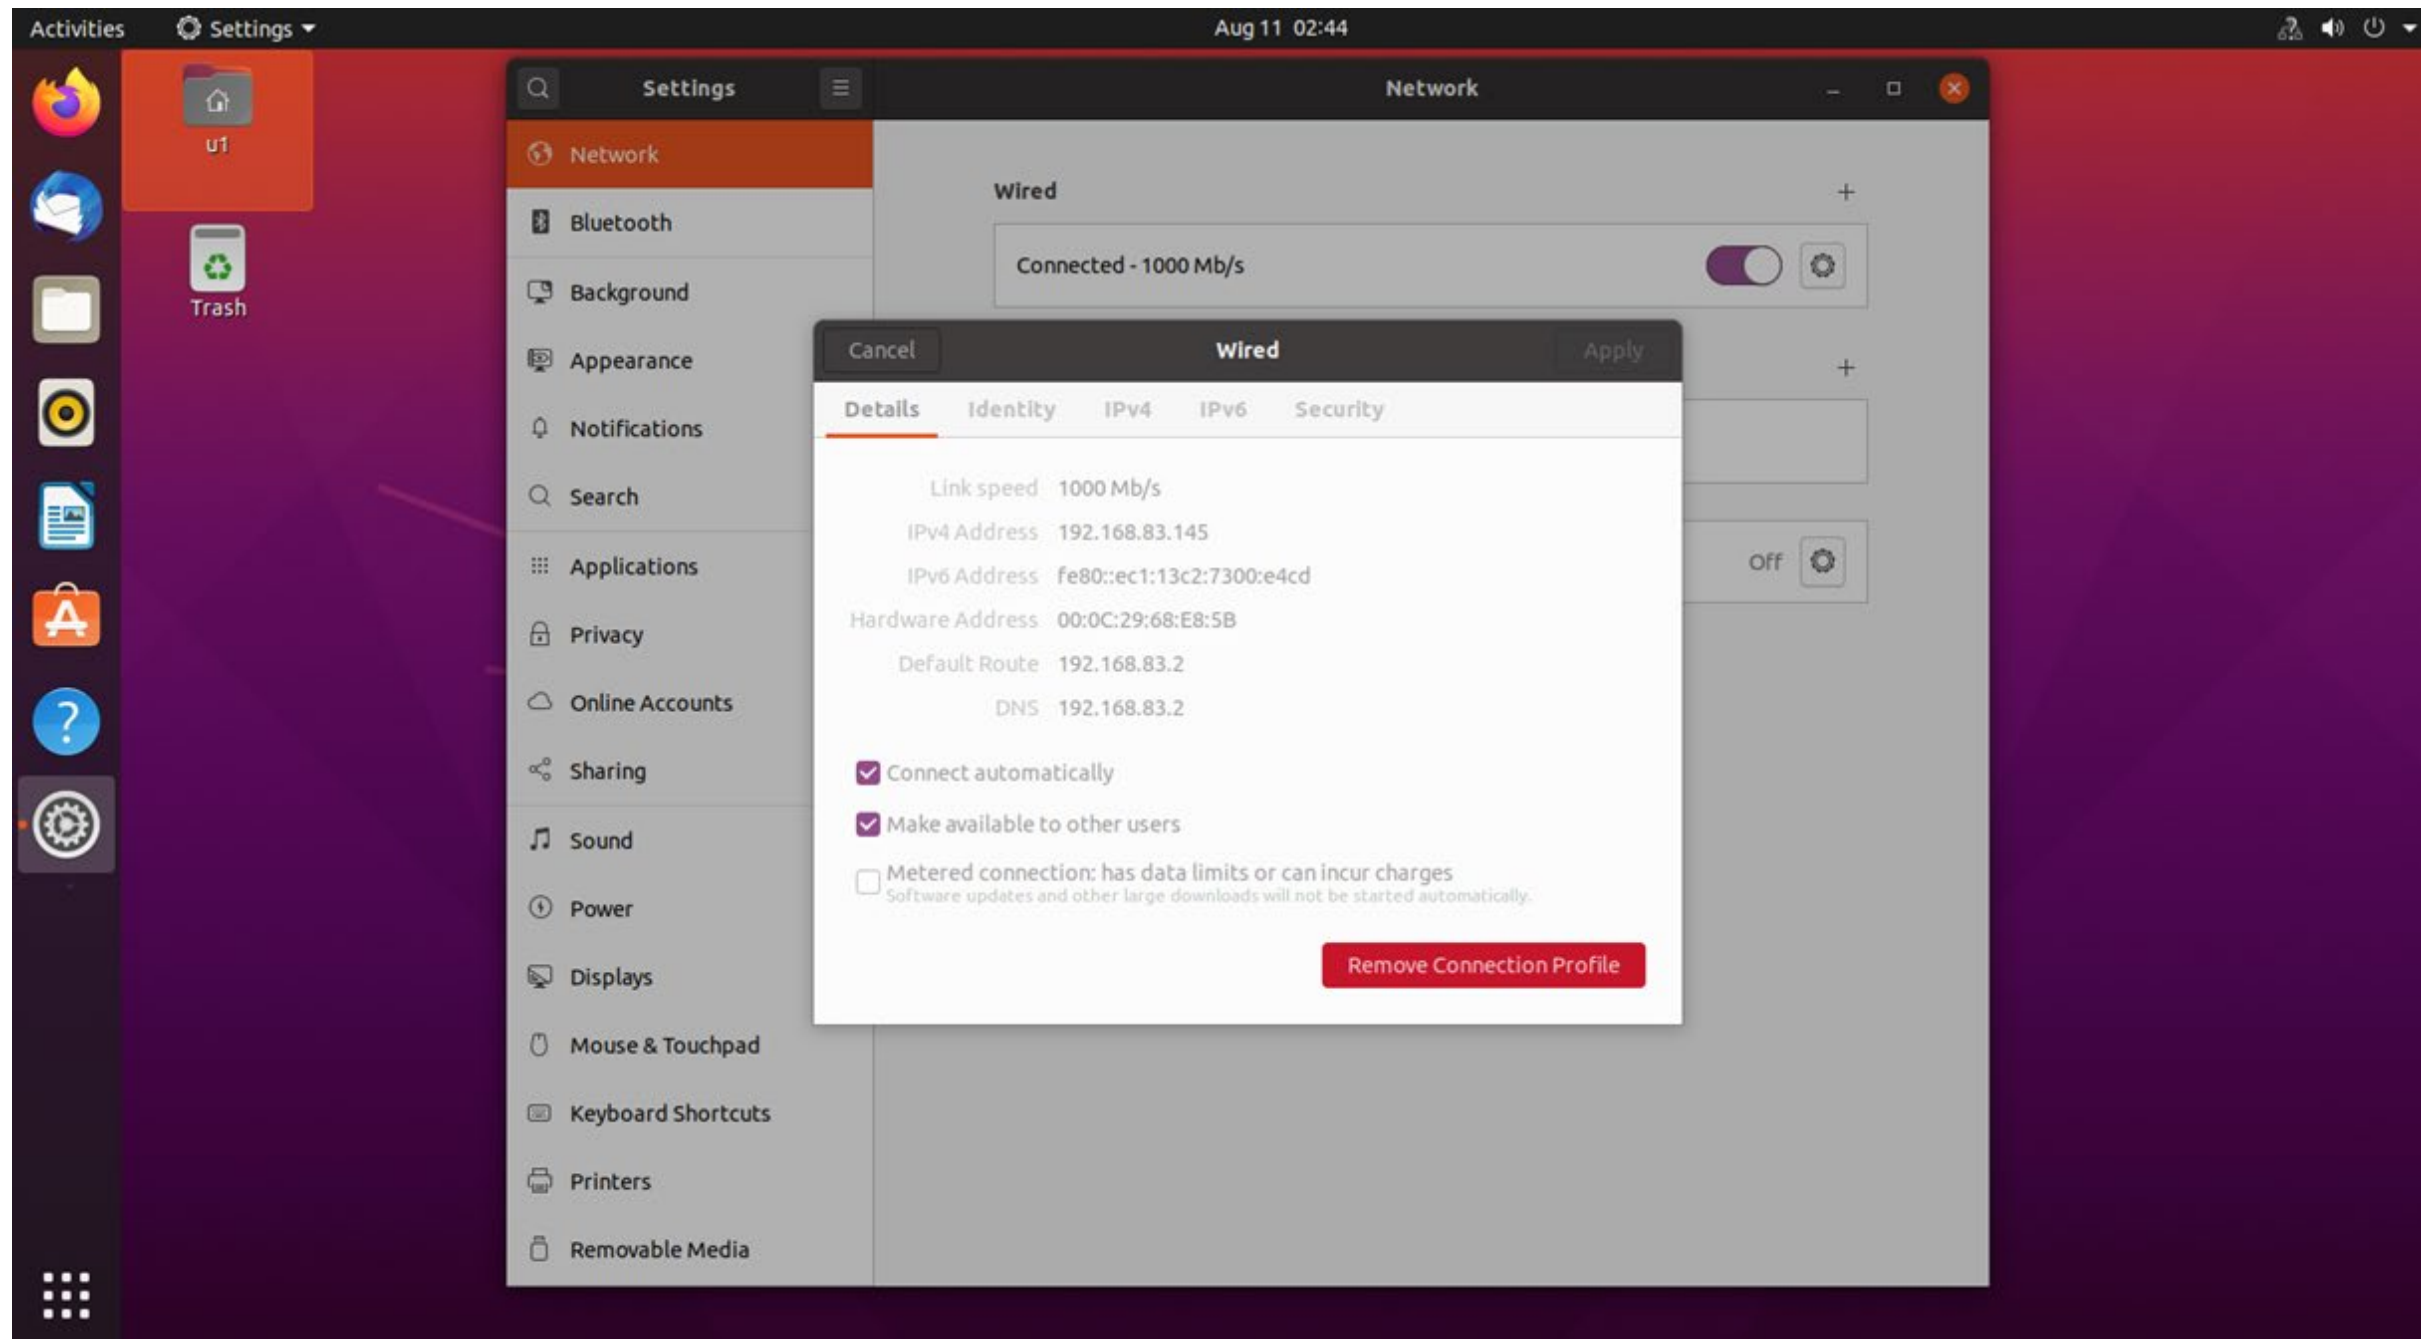 Activities
Settings
Aug 11 02:44
u1
Trash
Settings
Network
Network
Bluetooth
Background
Appearance
Notifications
Search
Applications
Privacy
Online Accounts
Sharing
Sound
Power
Displays
Mouse & Touchpad
Keyboard Shortcuts
Printers
Removable Media
Wired
Connected - 1000 Mb/s
Off
Cancel
Wired
Apply
Details Identity IPv4 IPv6 Security
Link speed 1000 Mb/s
IPv4 Address 192.168.83.145
IPv6 Address fe80::ec1:13c2:7300:e4cd
Hardware Address 00:0C:29:68:E8:5B
Default Route 192.168.83.2
DNS 192.168.83.2
Connect automatically
Make available to other users
Metered connection: has data limits or can incur charges
Software updates and other large downloads will not be started automatically.
Remove Connection Profile